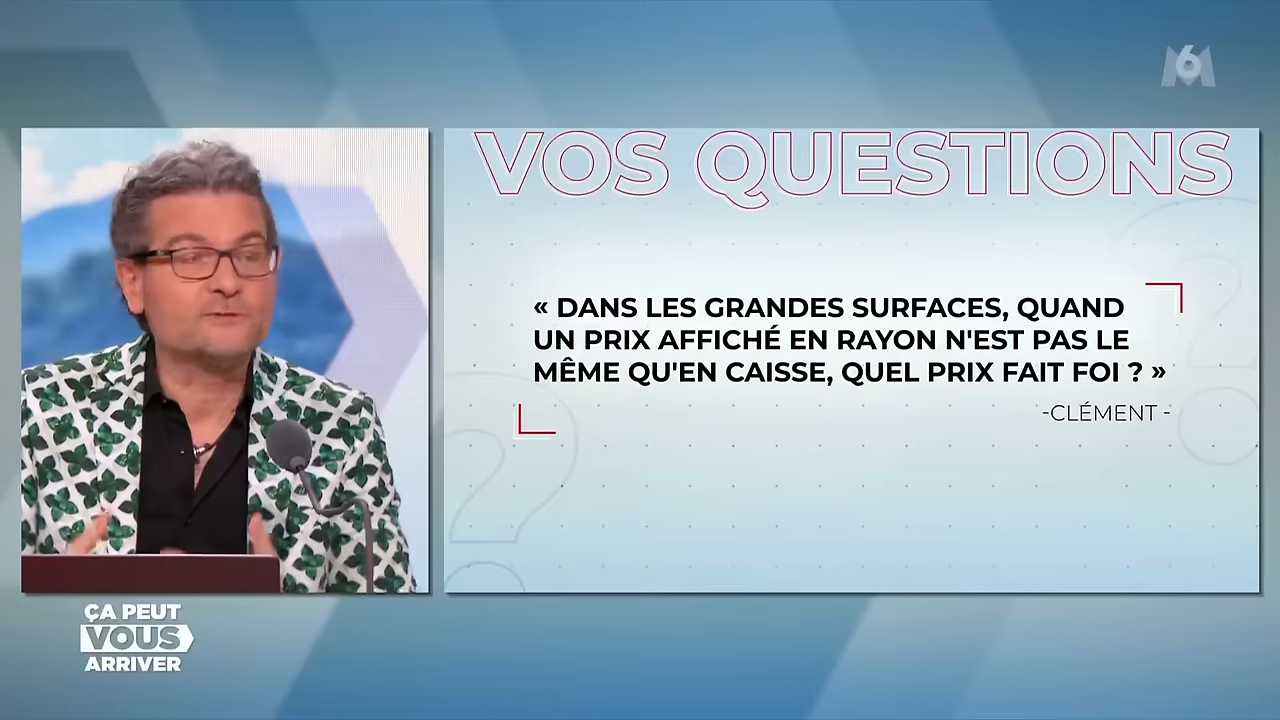 M6
VOS QUESTIONS
« DANS LES GRANDES SURFACES, QUAND
UN PRIX AFFICHÉ EN RAYON N'EST PAS LE
MÊME QU'EN CAISSE, QUEL PRIX FAIT FOI ? »
-CLÉMENT -
ÇA PEUT
VOUS
ARRIVER